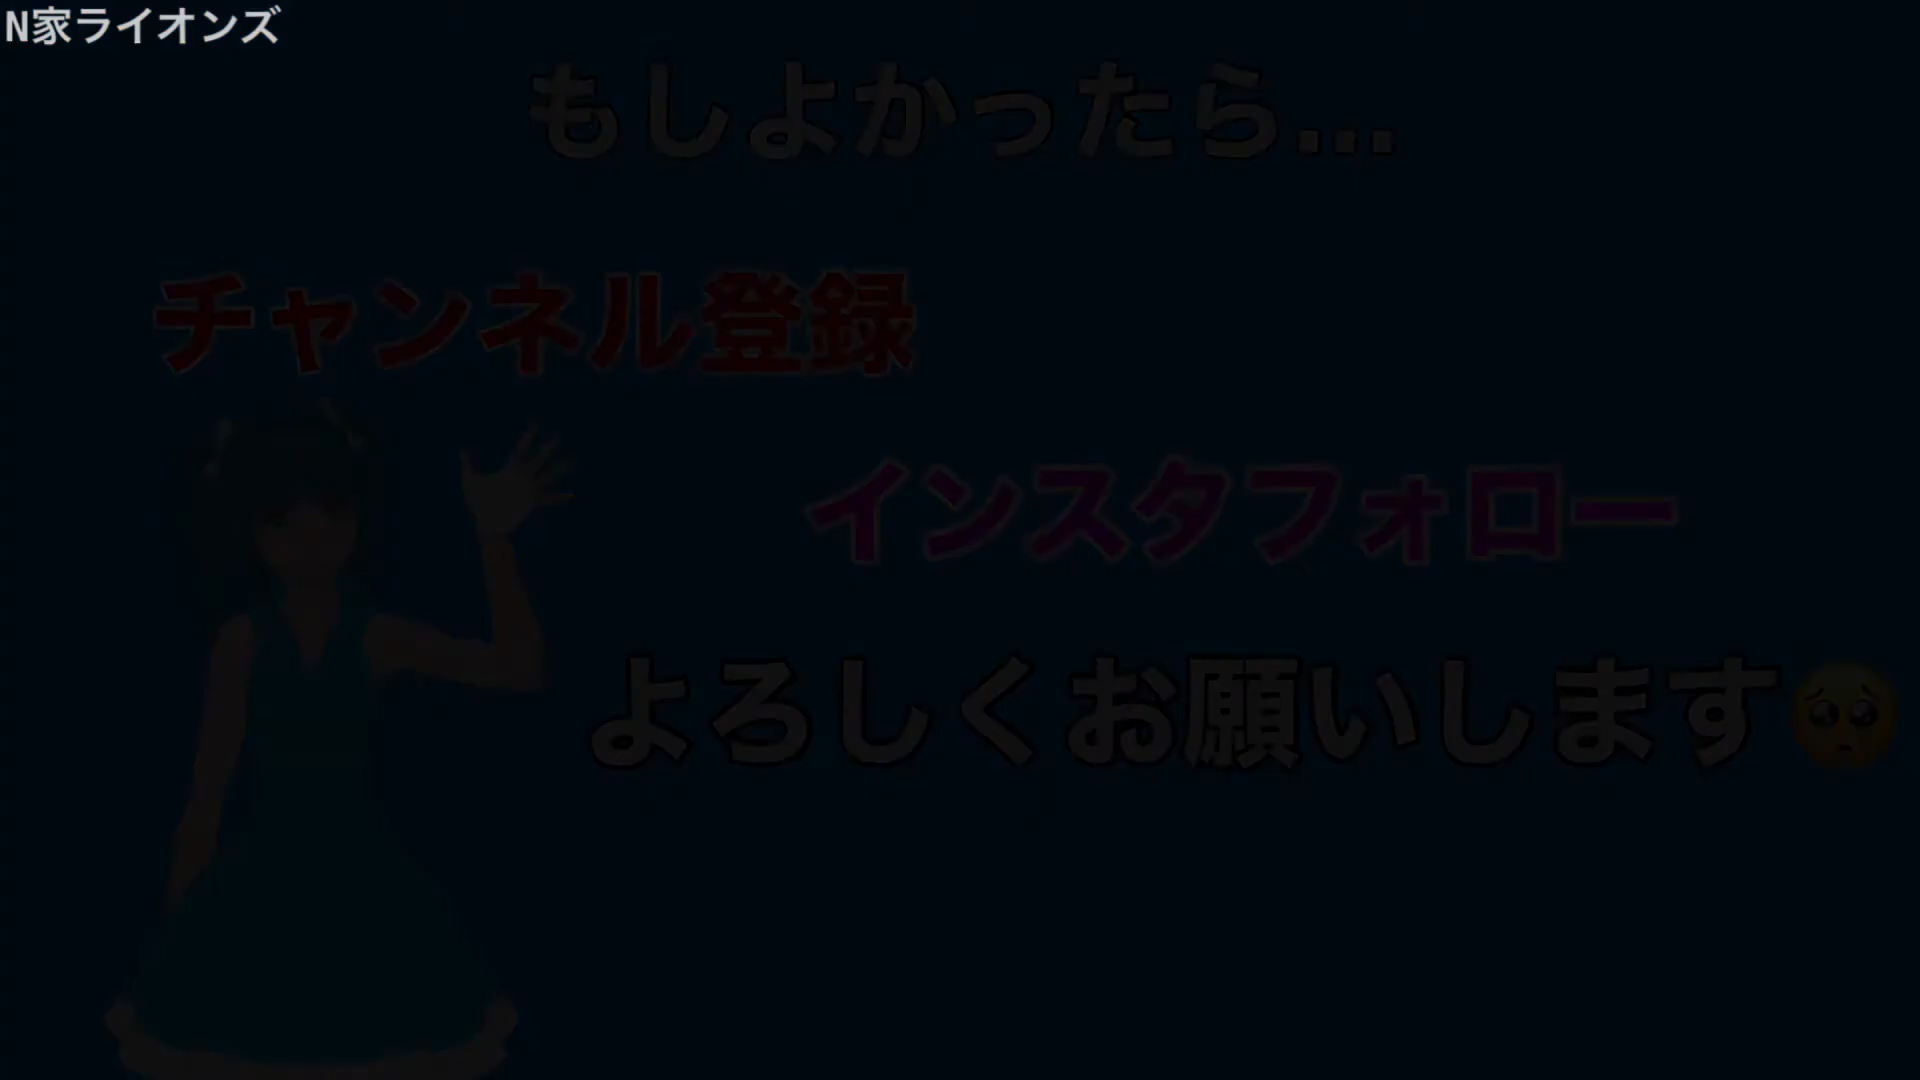 N家ライオンズ
もしよかったら...
チャンネル登録
インスタフォロー
よろしくお願いします🥺